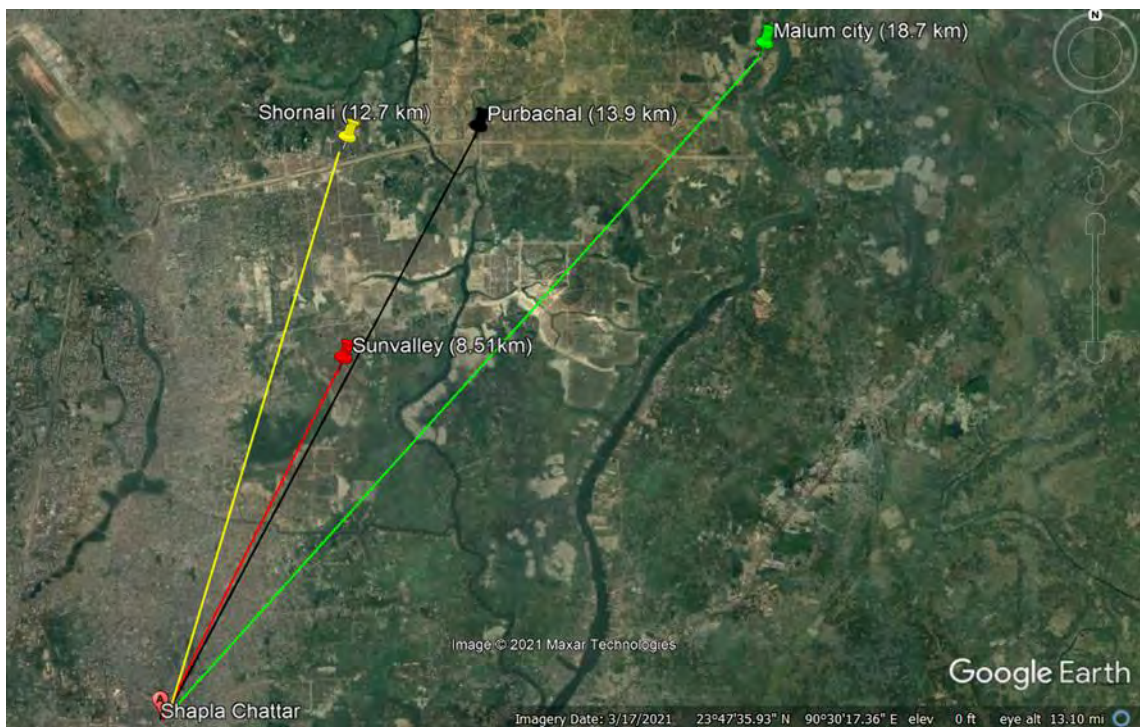 N
Malum city (18.7 km)
Shornali (12.7 km)
Purbachal (13.9 km)
Sunvalley (8.51km)
Image © 2021 Maxar Technologies
Google Earth
A
Shapla Chattar
Imagery Date: 3/17/2021 23°47'35.93" N 90°30'17.36" E elev 0 ft eye alt 13.10 mi